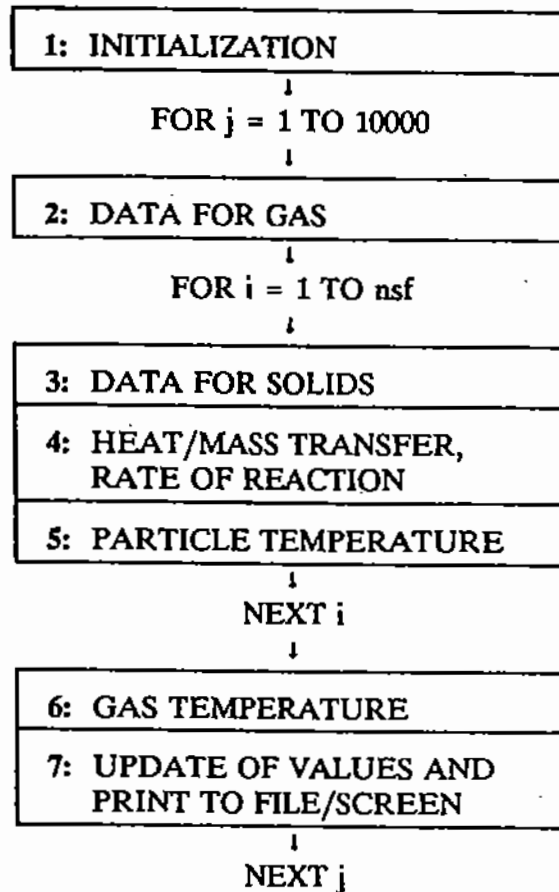 1: INITIALIZATION
FOR j = 1 TO 10000
2: DATA FOR GAS
FOR i = 1 TO nsf
3: DATA FOR SOLIDS
4: HEAT/MASS TRANSFER,
RATE OF REACTION
5: PARTICLE TEMPERATURE
NEXT i
6: GAS TEMPERATURE
7: UPDATE OF VALUES AND
PRINT TO FILE/SCREEN
NEXT j